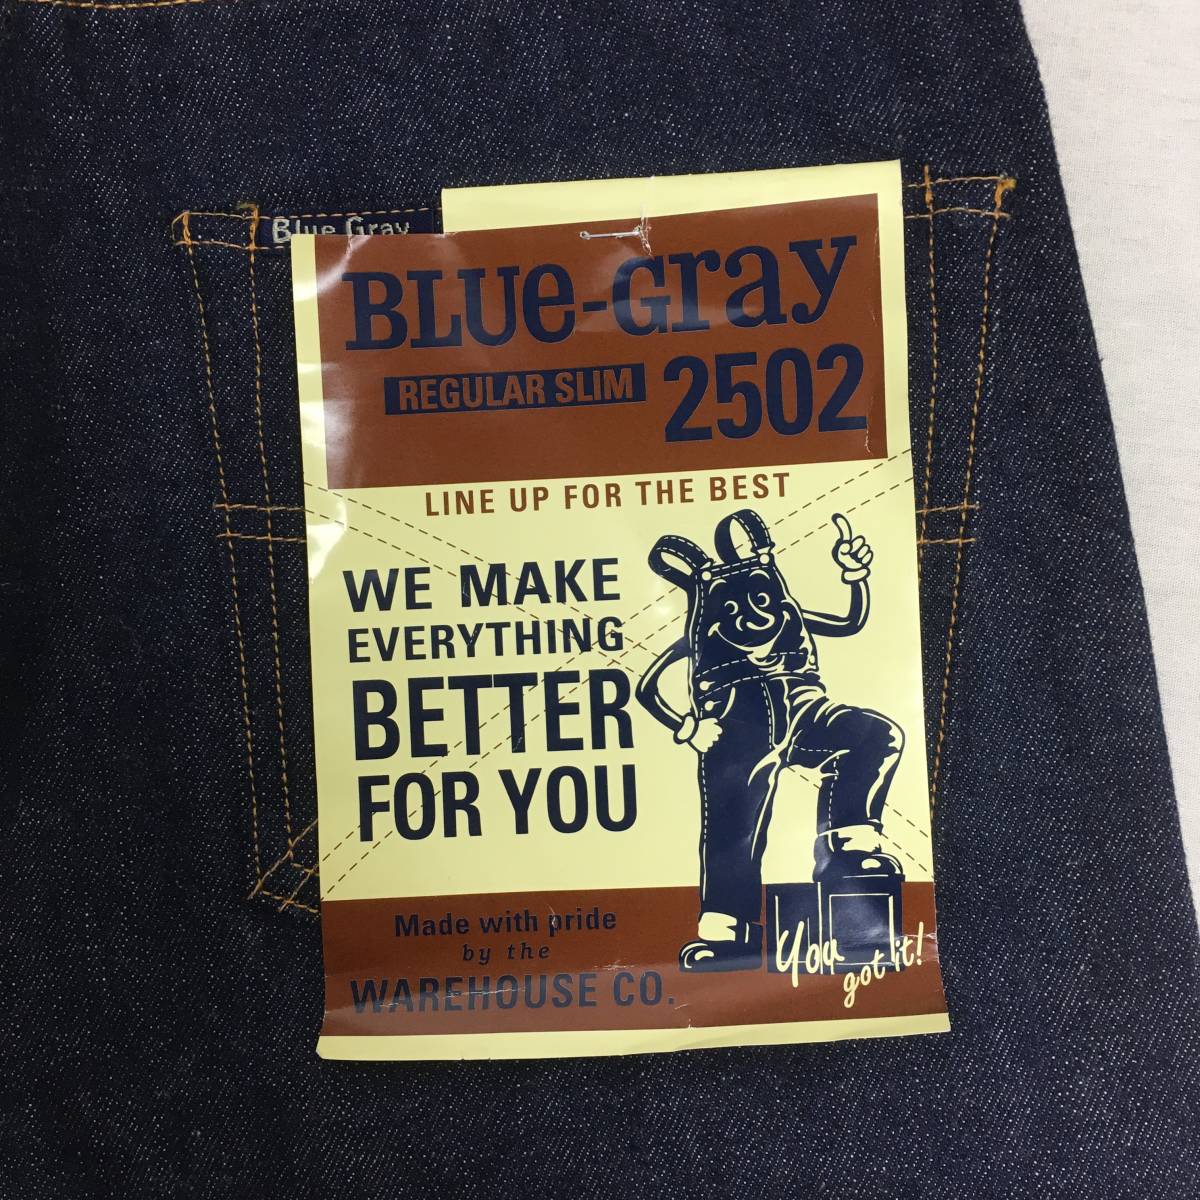 Blue Gray
BLUe-Gray
REGULAR SLIM 2502
LINE UP FOR THE BEST
WE MAKE
EVERYTHING
BETTER
FOR YOU
Made with pride
by the
WAREHOUSE CO.
You
got it!